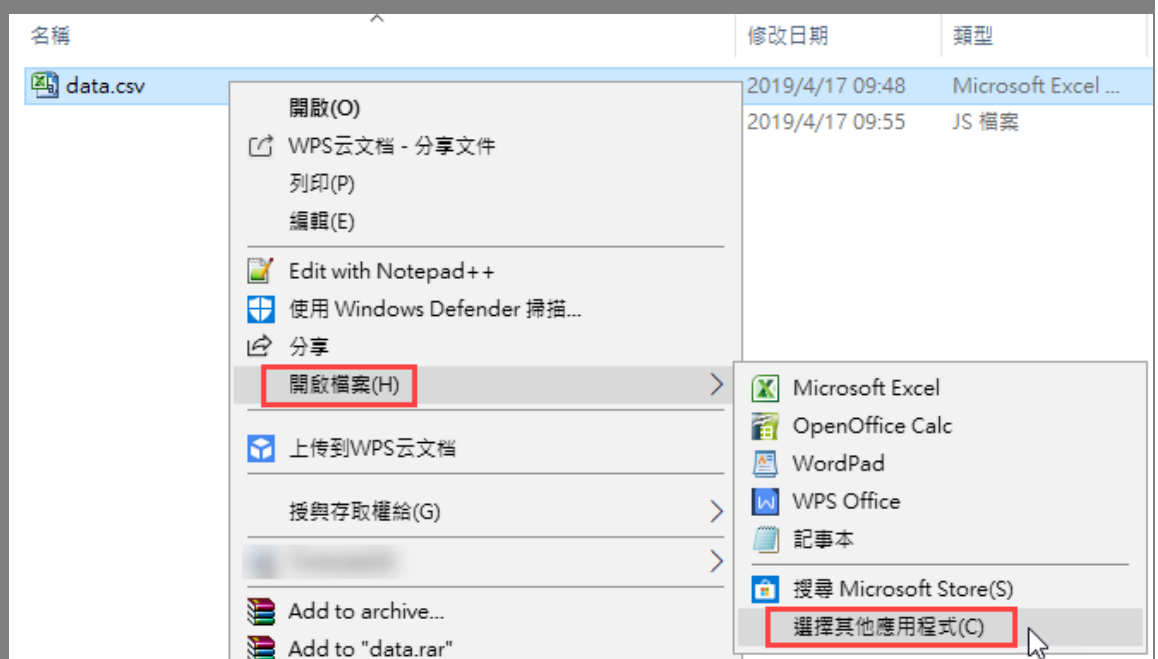 名稱 修改日期 類型
data.csv 2019/4/17 09:48 Microsoft Excel ...
2019/4/17 09:55 JS 檔案
開啟(O)
WPS云文档 - 分享文件
列印(P)
編輯(E)
Edit with Notepad++
使用 Windows Defender 掃描...
分享
開啟檔案(H)
上传到WPS云文档
授與存取權給(G)
Add to archive...
Add to "data.rar"
Microsoft Excel
OpenOffice Calc
WordPad
WPS Office
記事本
搜尋 Microsoft Store(S)
選擇其他應用程式(C)